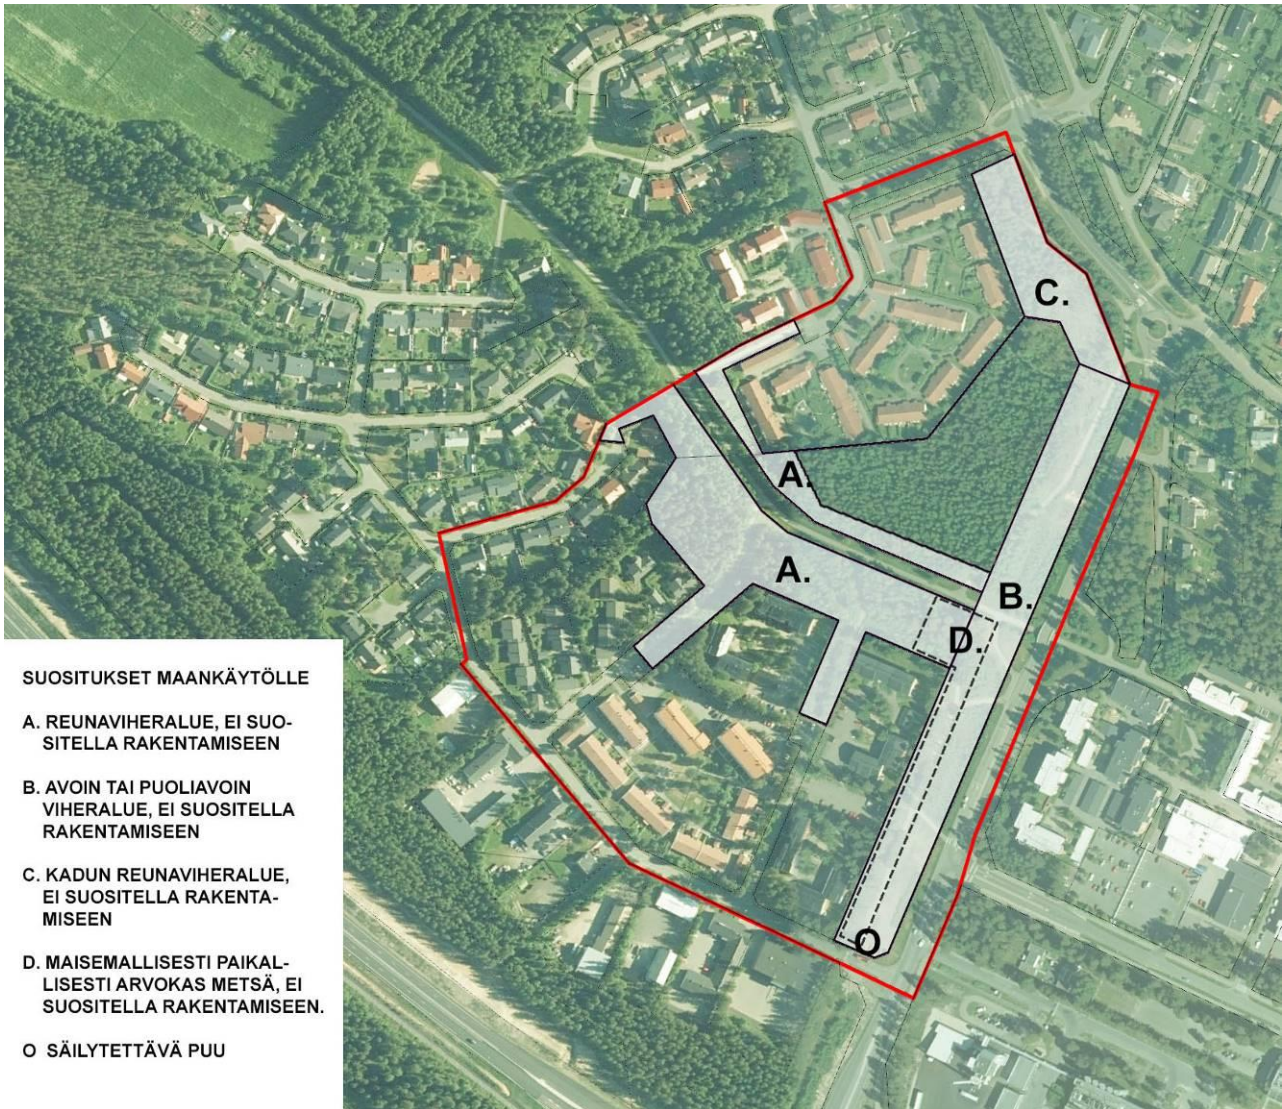 C.
A.
A.
B.
D.
O
SUOSITUKSET MAANKÄYTÖLLE
A. REUNAVIHERALUE, EI SUO-
SITELLA RAKENTAMISEEN
B. AVOIN TAI PUOLIAVOIN
VIHERALUE, EI SUOSITELLA
RAKENTAMISEEN
C. KADUN REUNAVIHERALUE,
EI SUOSITELLA RAKENTA-
MISEEN
D. MAISEMALLISESTI PAIKAL-
LISESTI ARVOKAS METSÄ, EI
SUOSITELLA RAKENTAMISEEN.
O SÄILYTETTÄVÄ PUU